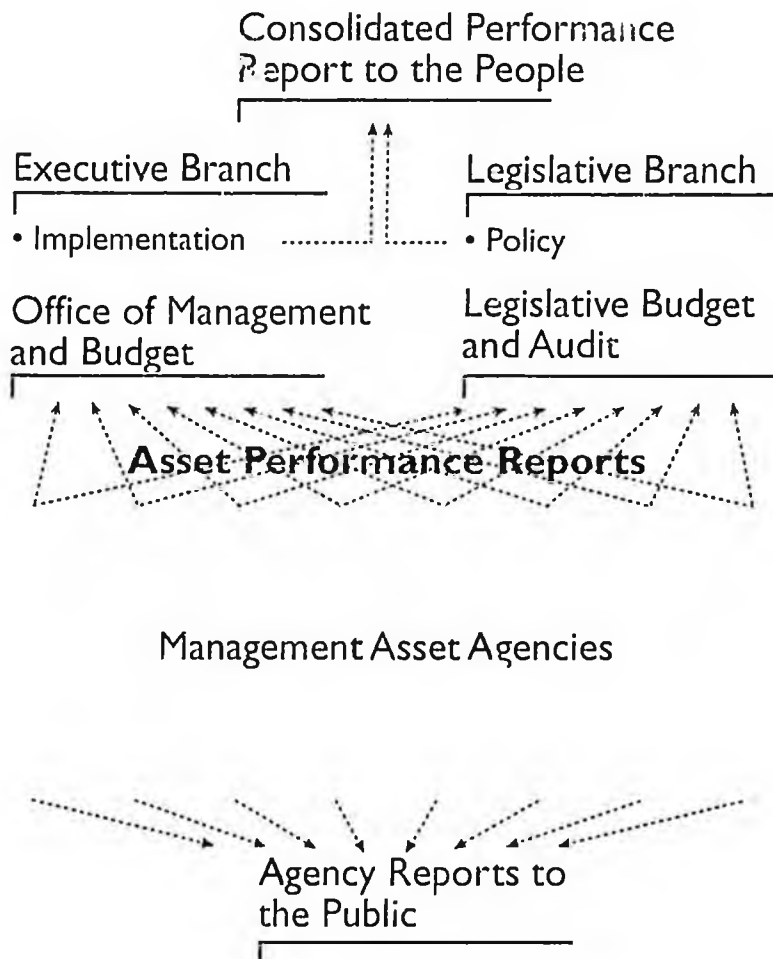 Consolidated Performance
Report to the People
Executive Branch
Legislative Branch
• Implementation
• Policy
Office of Management
and Budget
Legislative Budget
and Audit
Asset Performance Reports
Management Asset Agencies
Agency Reports to
the Public